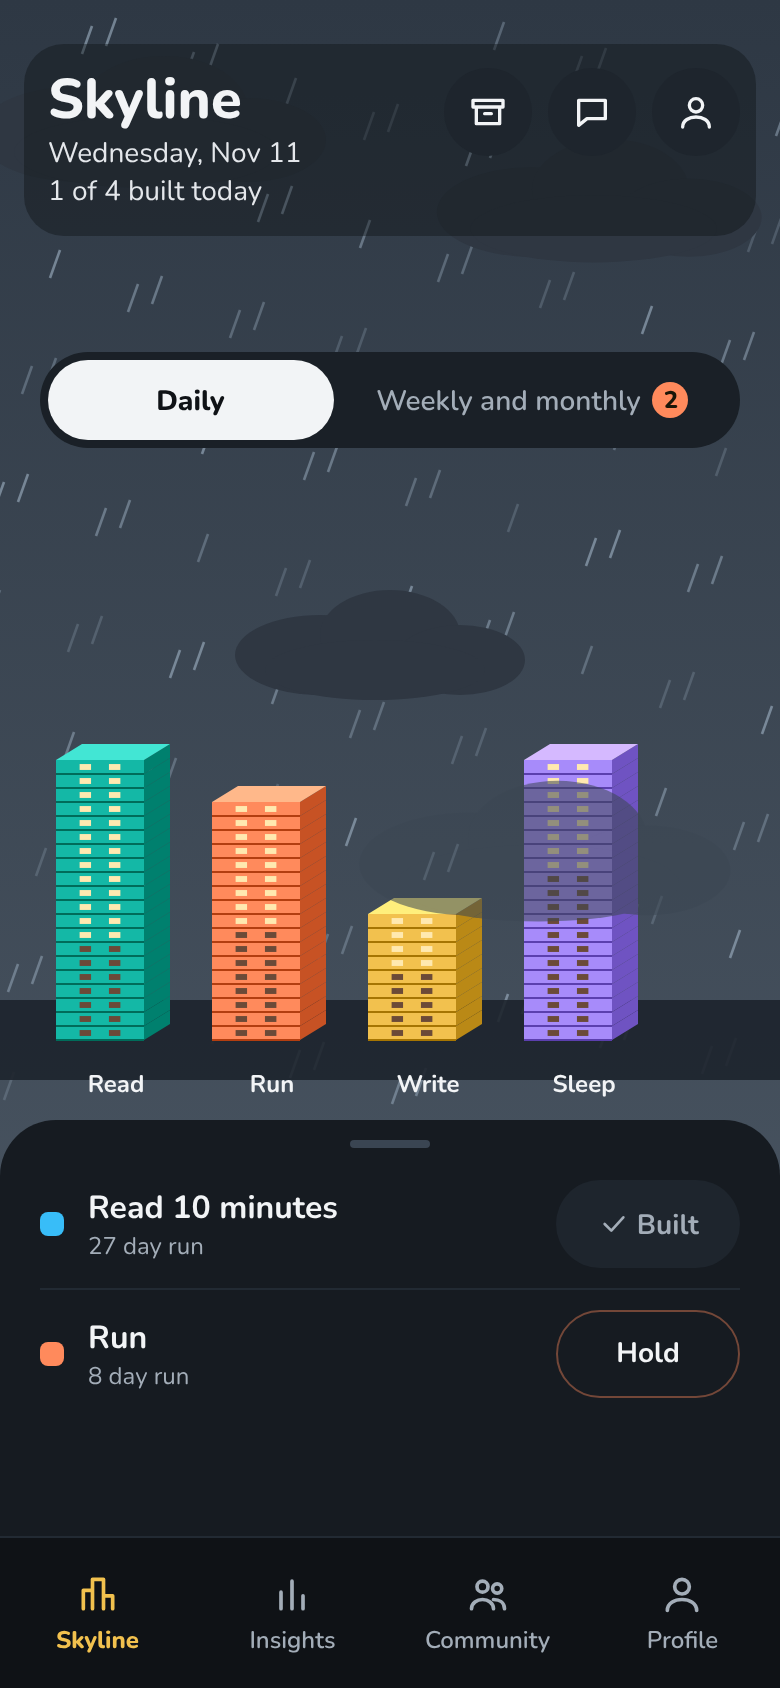 Skyline
Wednesday, Nov 11
1 of 4 built today
Daily
Weekly and monthly 2
Read
Run
Write
Sleep
Read 10 minutes
27 day run
Built
Run
8 day run
Hold
Skyline
Insights
Community
Profile